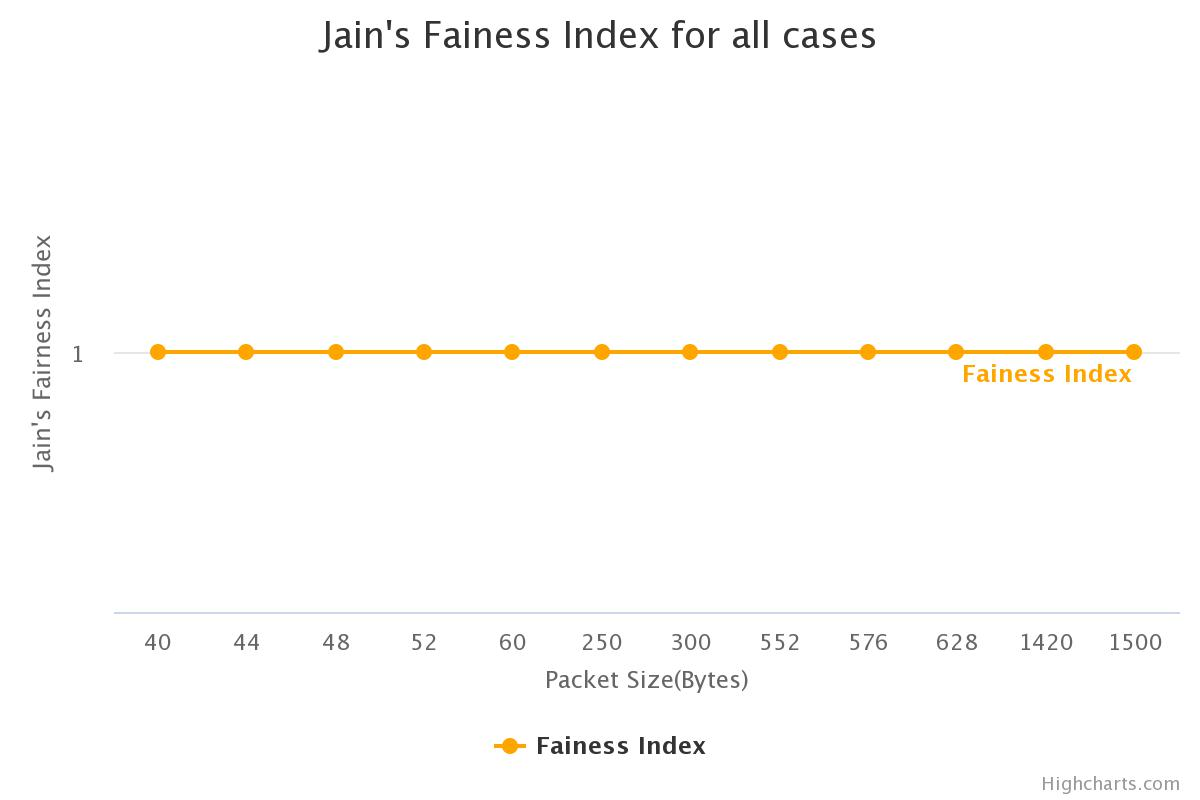 Jain's Fainess Index for all cases
Jain's Fairness Index
1
Fainess Index
40 44 48 52 60 250 300 552 576 628 1420 1500
Packet Size(Bytes)
Fainess Index
Highcharts.com